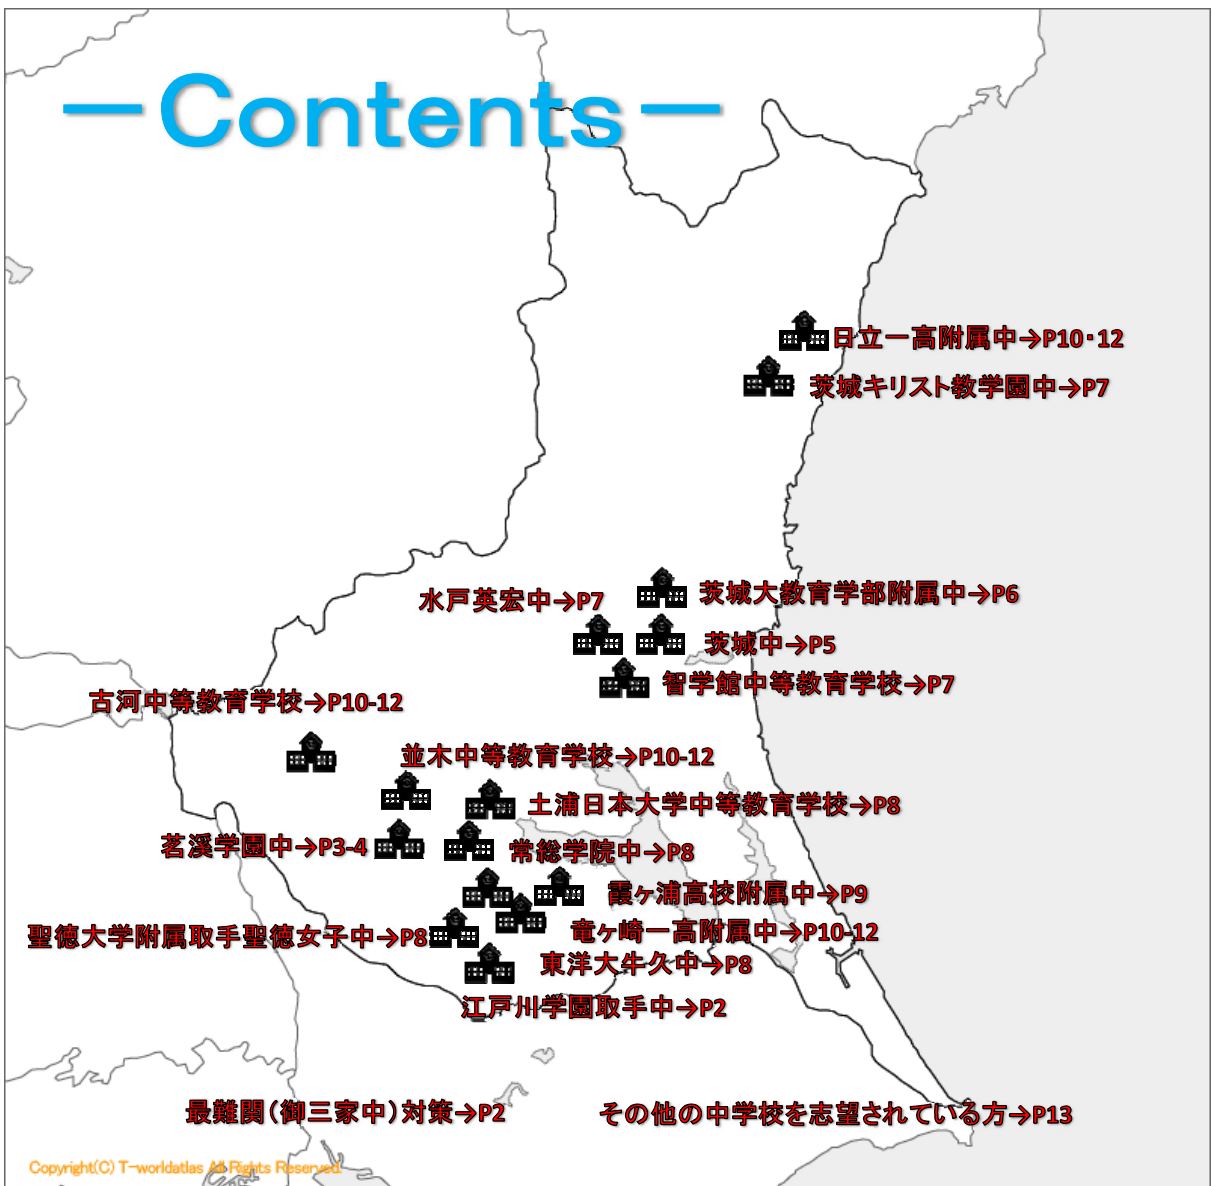 －Contents－
日立一高附属中→P10・12
茨城キリスト教学園中→P7
茨城大教育学部附属中→P6
水戸英宏中→P7
茨城中→P5
智学館中等教育学校→P7
古河中等教育学校→P10-12
並木中等教育学校→P10-12
土浦日本大学中等教育学校→P8
茗溪学園中→P3-4
常総学院中→P8
霞ヶ浦高校附属中→P9
竜ヶ崎一高附属中→P10-12
聖徳大学附属取手聖徳女子中→P8
東洋大牛久中→P8
江戸川学園取手中→P2
最難関（御三家中）対策→P2
その他の中学校を志望されている方→P13
Copyright(C) T-worldatlas All Rights Reserved.